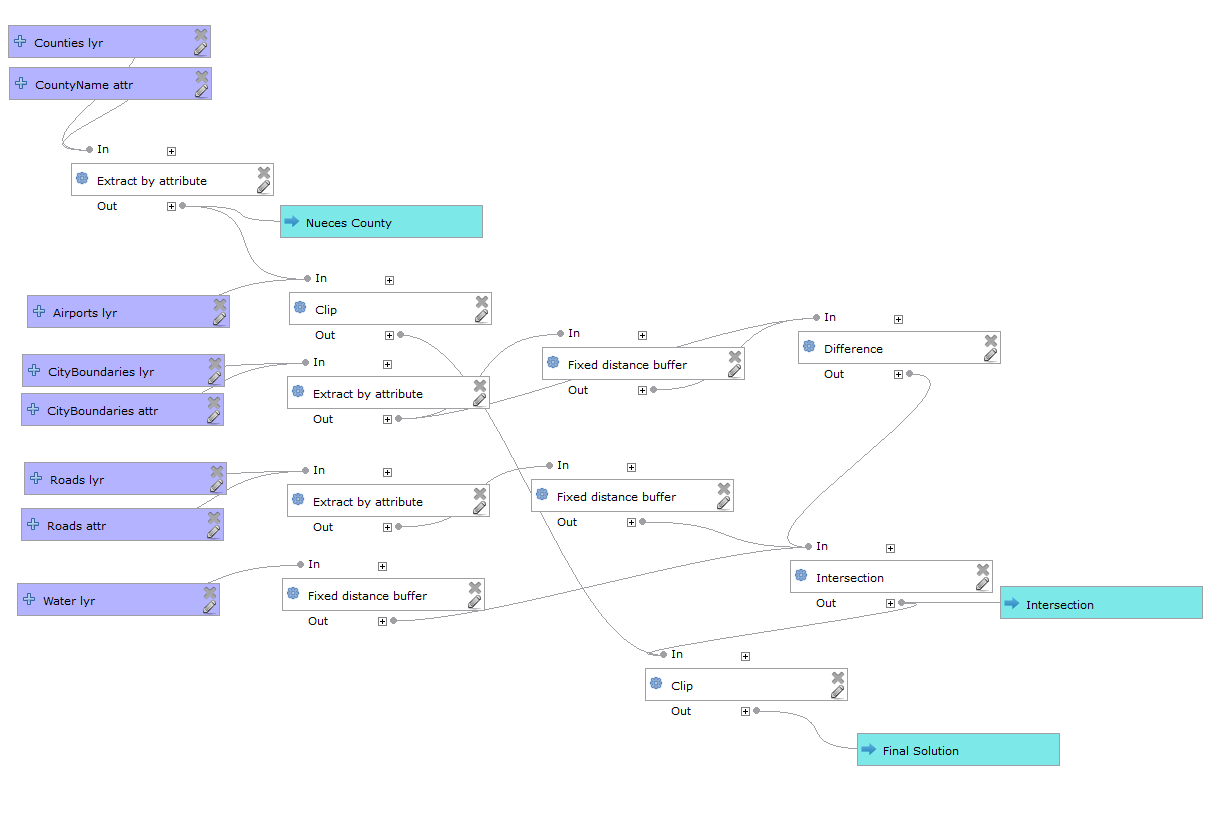 Counties lyr
CountyName attr
In
Extract by attribute
Out
Nueces County
In
Airports lyr
Clip
Out
In
Difference
Out
In
Fixed distance buffer
Out
CityBoundaries lyr
In
CityBoundaries attr
Extract by attribute
Out
Roads lyr
In
Roads attr
Extract by attribute
Out
In
Fixed distance buffer
Out
Water lyr
In
Fixed distance buffer
Out
In
Intersection
Out
Intersection
In
Clip
Out
Final Solution